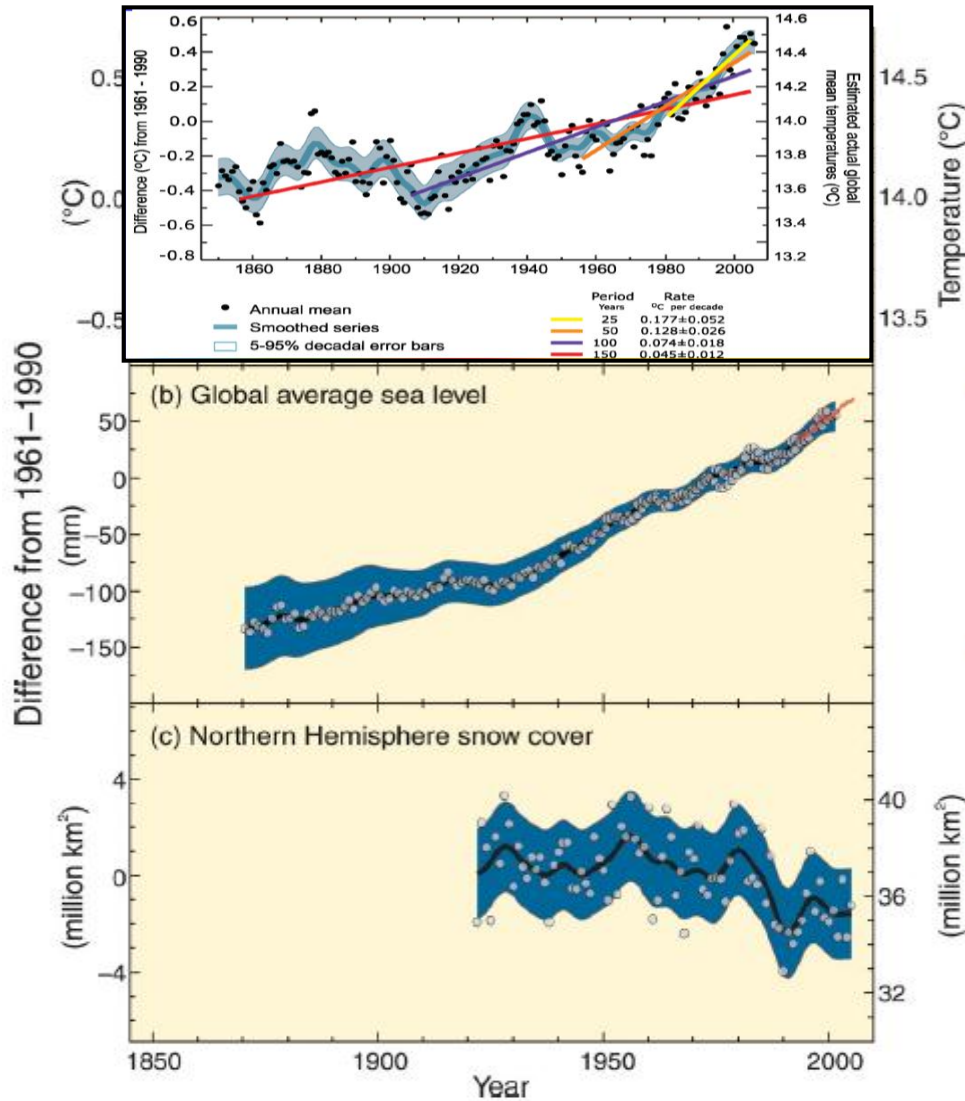 0.6
0.4
0.2
0.0
-0.2
-0.4
-0.6
-0.8
Difference (°C) from 1961 - 1990
14.6
14.4
14.2
14.0
13.8
13.6
13.4
13.2
Estimated actual global
mean temperatures (°C)
1860 1880 1900 1920 1940 1960 1980 2000
Annual mean
Smoothed series
5-95% decadal error bars
Period Rate
Years °C per decade
25 0.177±0.052
50 0.128±0.026
100 0.074±0.018
150 0.045±0.012
0.5
0.0
-0.5
(°C)
14.5
14.0
13.5
Temperature (°C)
Difference from 1961–1990
(b) Global average sea level
50
0
−50
−100
−150
(mm)
(c) Northern Hemisphere snow cover
4
0
−4
(million km²)
40
36
32
(million km²)
1850 1900 1950 2000
Year